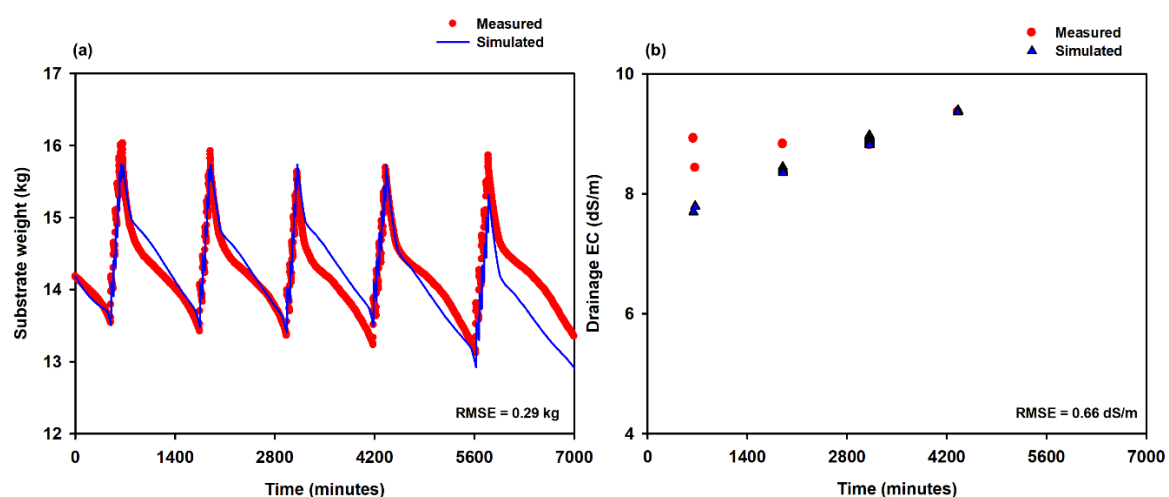 (a)
Measured
Simulated
Substrate weight (kg)
17
16
15
14
13
12
RMSE = 0.29 kg
0 1400 2800 4200 5600 7000
Time (minutes)
(b)
Measured
Simulated
Drainage EC (dS/m)
10
8
6
4
RMSE = 0.66 dS/m
0 1400 2800 4200 5600 7000
Time (minutes)